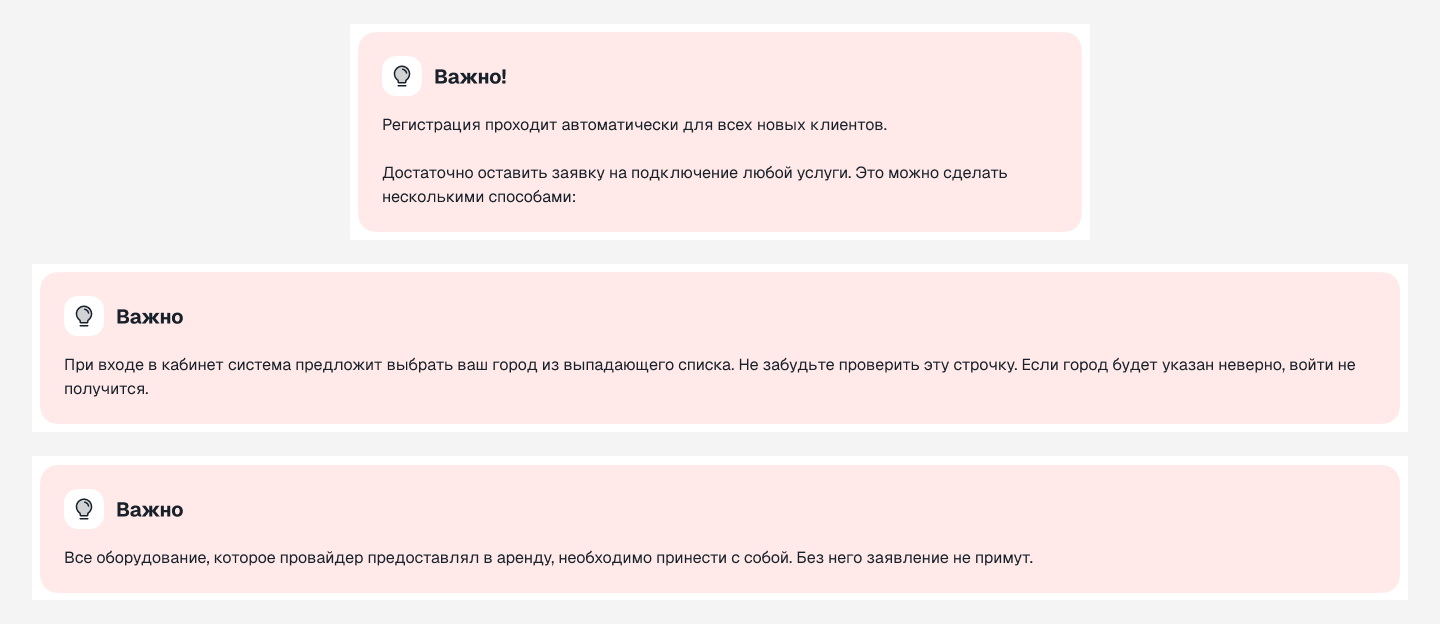 Важно!
Регистрация проходит автоматически для всех новых клиентов.
Достаточно оставить заявку на подключение любой услуги. Это можно сделать
несколькими способами:
Важно
При входе в кабинет система предложит выбрать ваш город из выпадающего списка. Не забудьте проверить эту строчку. Если город будет указан неверно, войти не
получится.
Важно
Все оборудование, которое провайдер предоставлял в аренду, необходимо принести с собой. Без него заявление не примут.